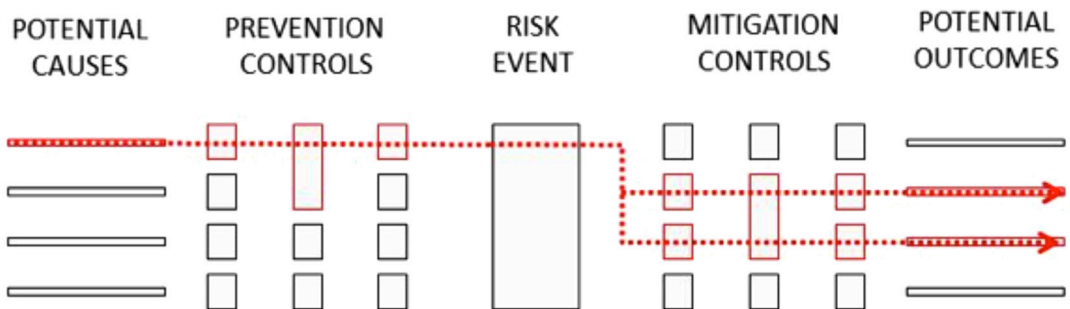 POTENTIAL
CAUSES
PREVENTION
CONTROLS
RISK
EVENT
MITIGATION
CONTROLS
POTENTIAL
OUTCOMES